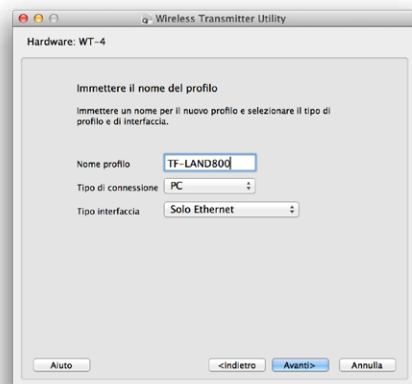 Wireless Transmitter Utility
Hardware: WT-4
Immettere il nome del profilo
Immettere un nome per il nuovo profilo e selezionare il tipo di
profilo e di interfaccia.
Nome profilo TF-LAND800
Tipo di connessione PC
Tipo interfaccia Solo Ethernet
Aiuto <Indietro Avanti> Annulla